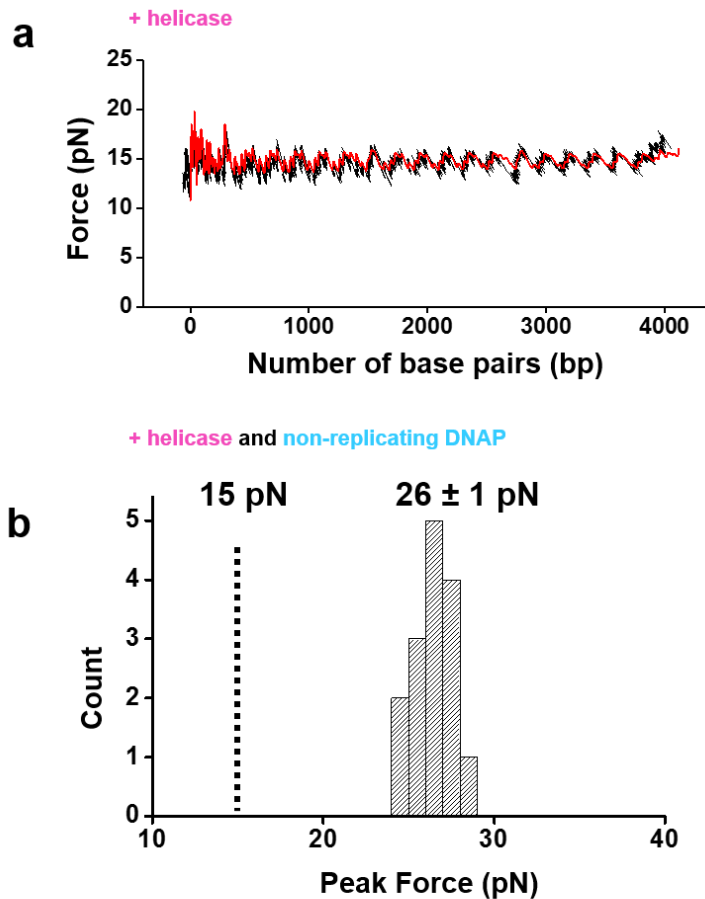 + helicase
a
25
20
15
10
5
0
Force (pN)
0 1000 2000 3000 4000
Number of base pairs (bp)
+ helicase and non-replicating DNAP
b
15 pN 26 ± 1 pN
5
4
3
2
1
0
Count
10 20 30 40
Peak Force (pN)